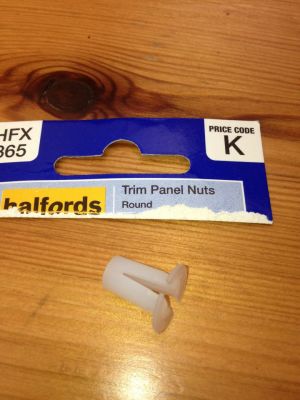 HFX
365
PRICE CODE
K
halfords
Trim Panel Nuts
Round